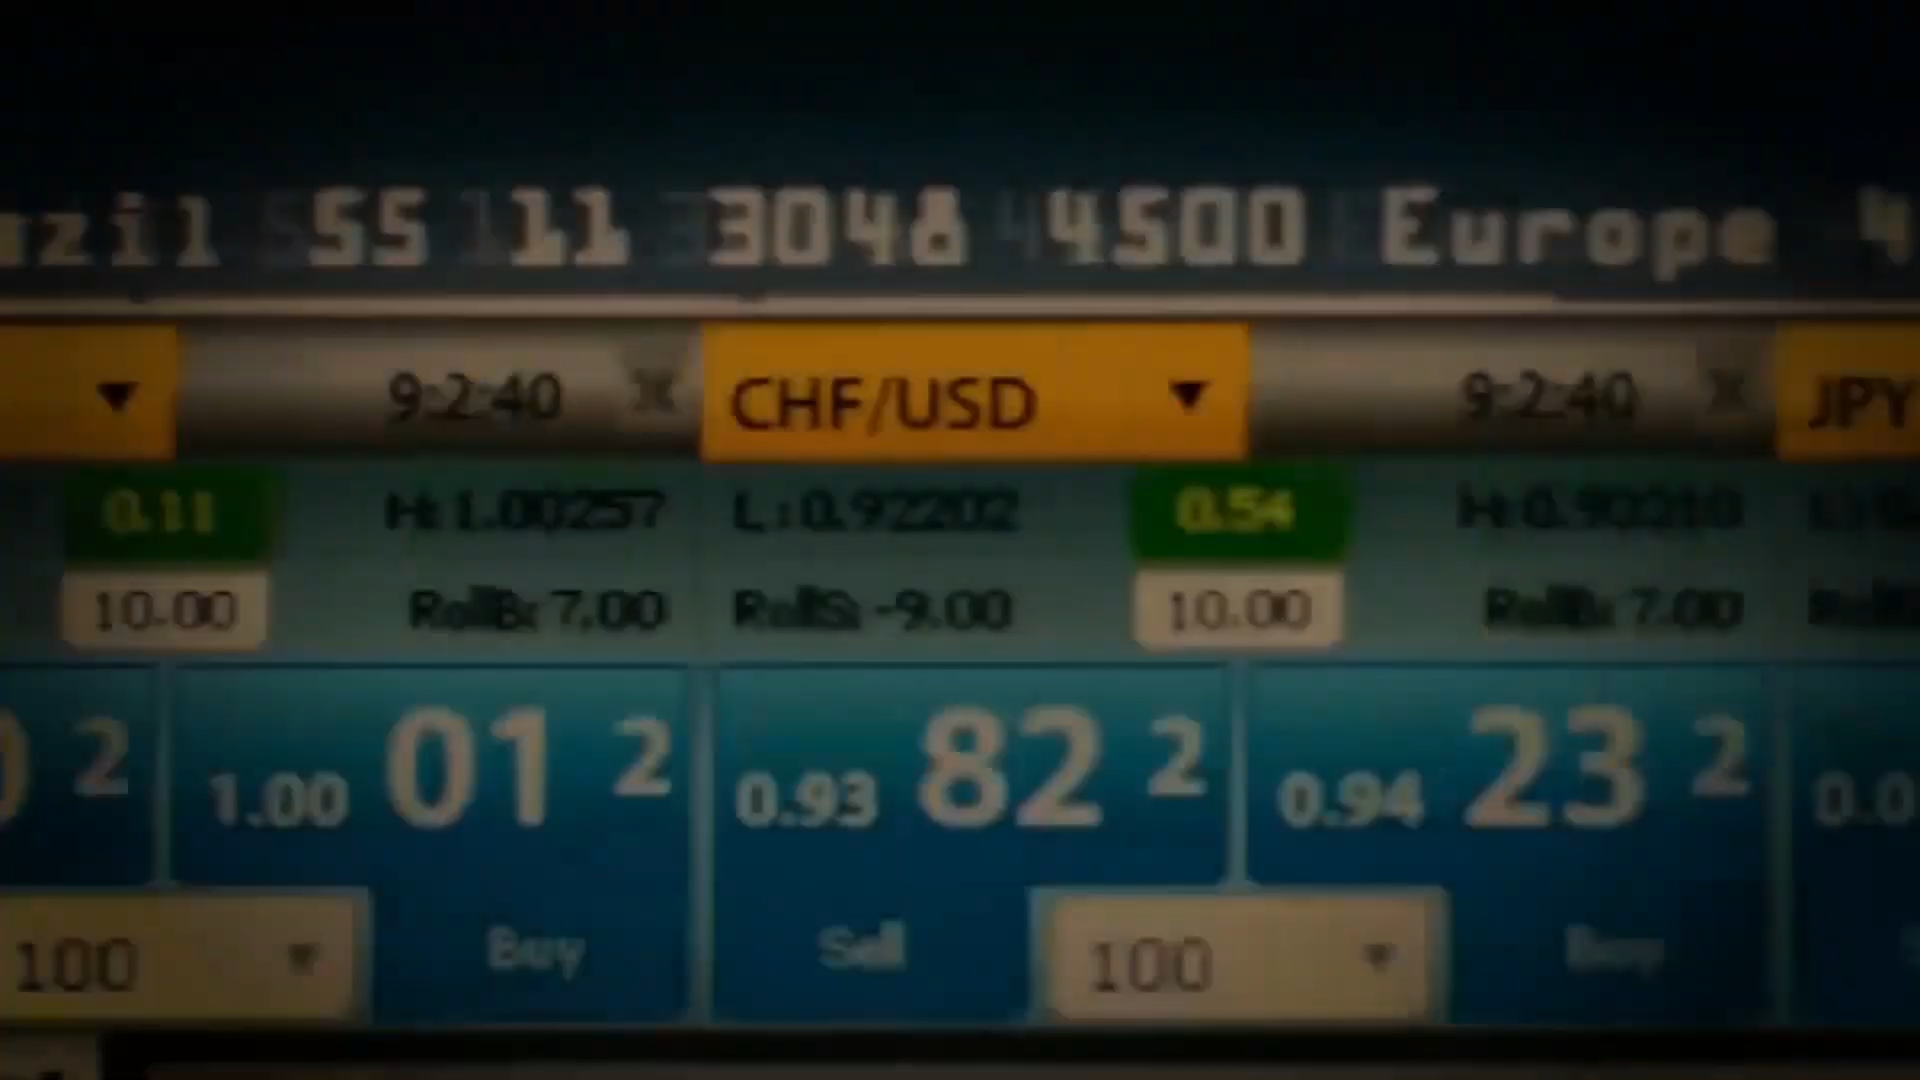 55 11 3048 4500 Europe
9:2:40 X CHF/USD 9:2:40 X JPY
0.11 H:1.00257 L:0.92202 0.54
10.00 RollB: 7.00 RollS: -9.00 10.00 RollB: 7.00
2 1.00 01 2 0.93 82 2 0.94 23 2 0.0
100 Buy Sell 100 Buy